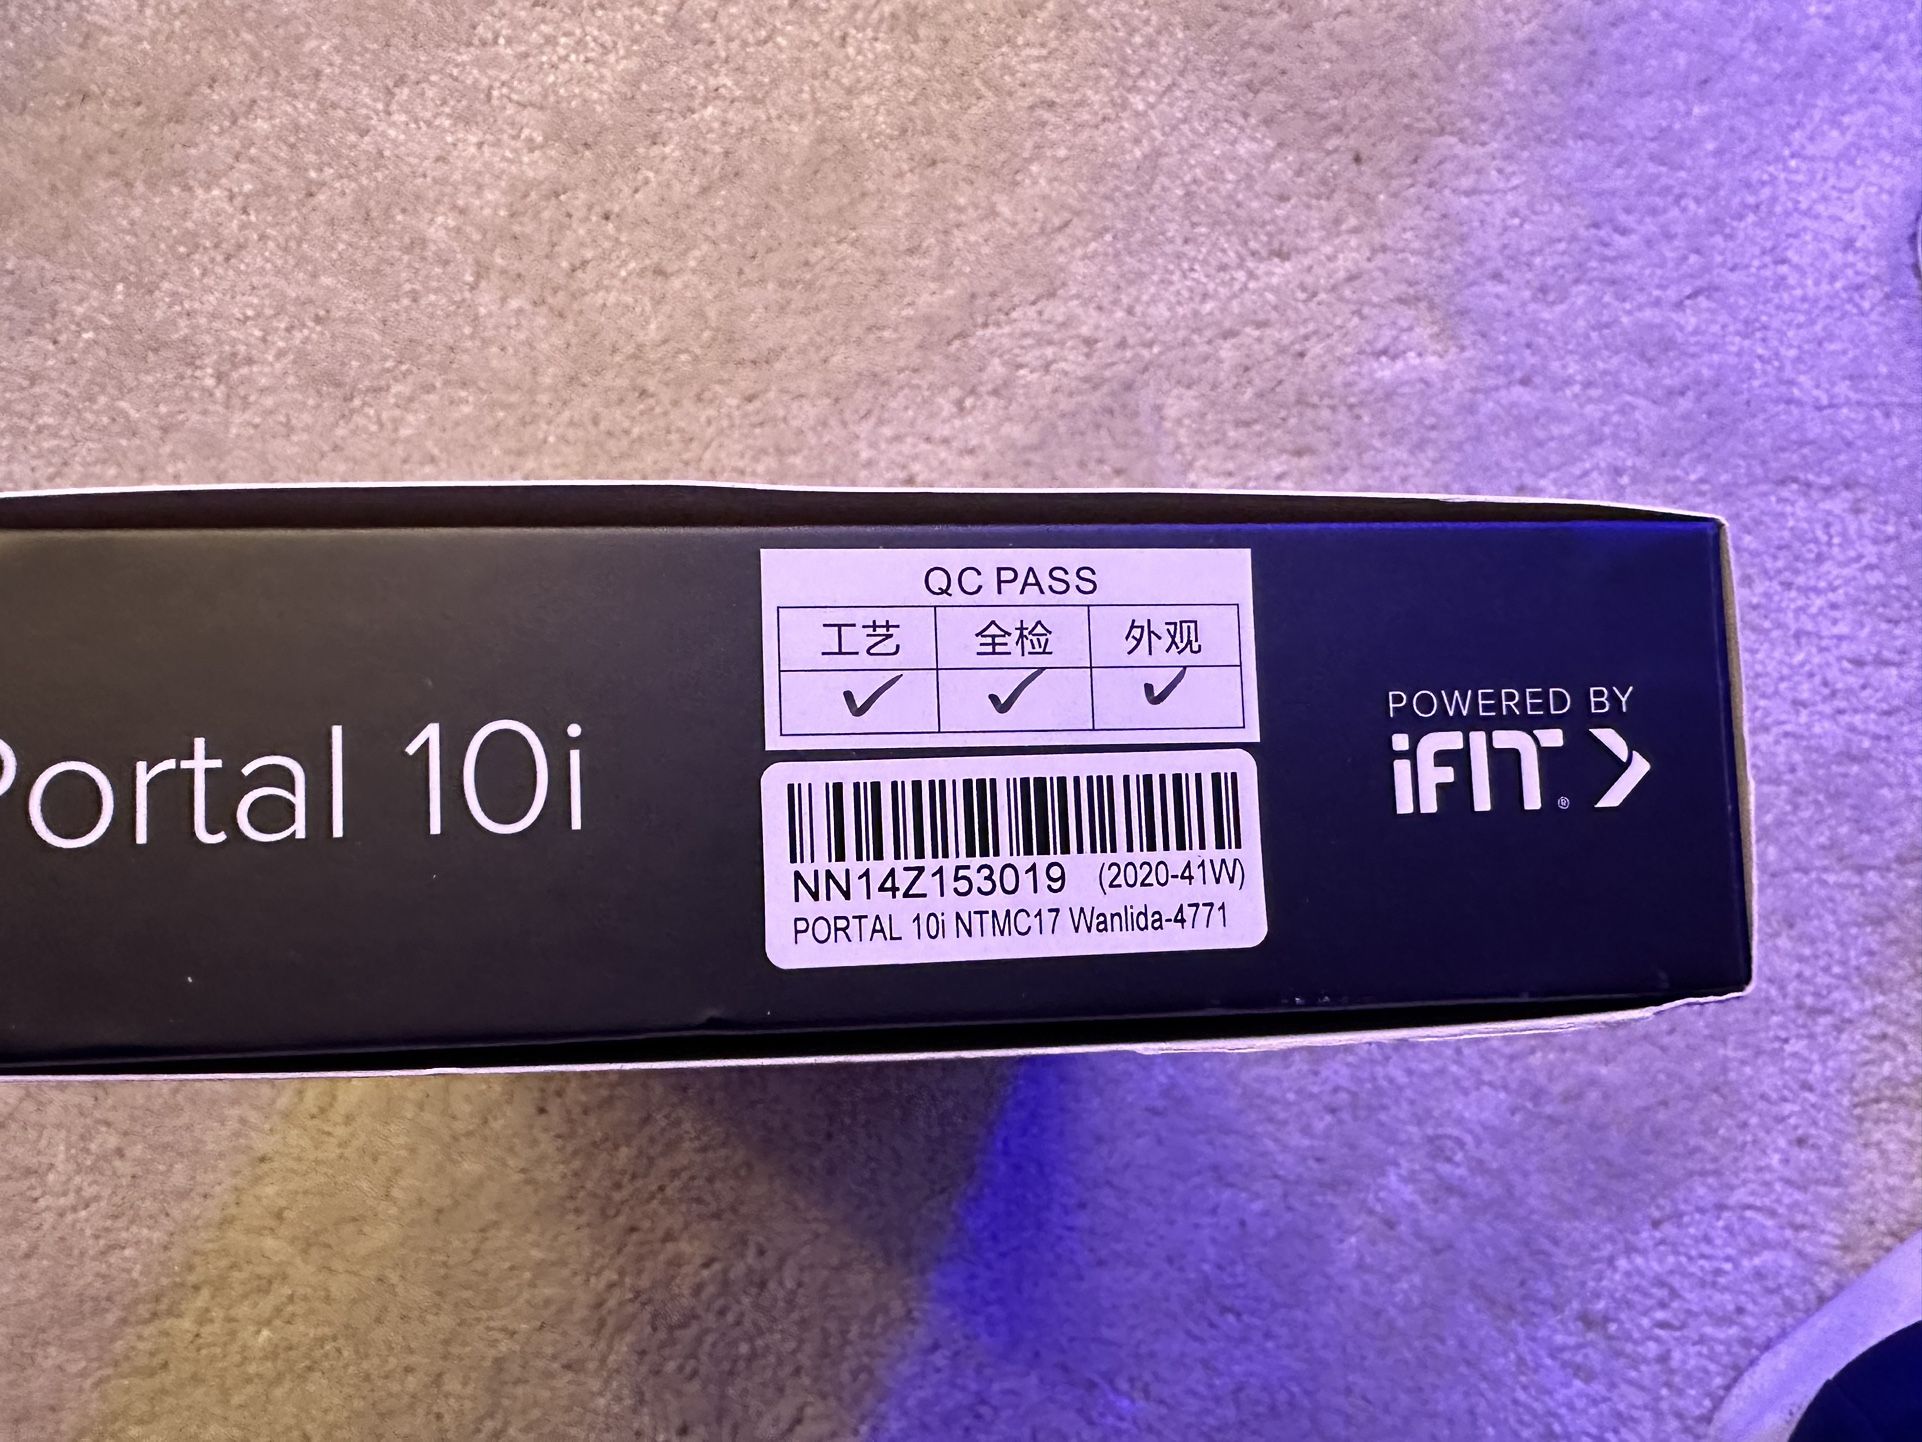 Portal 10i
QC PASS
工艺 全检 外观
✓ ✓ ✓
NN14Z153019 (2020-41W)
PORTAL 10i NTMC17 Wanlida-4771
POWERED BY
iFIT®